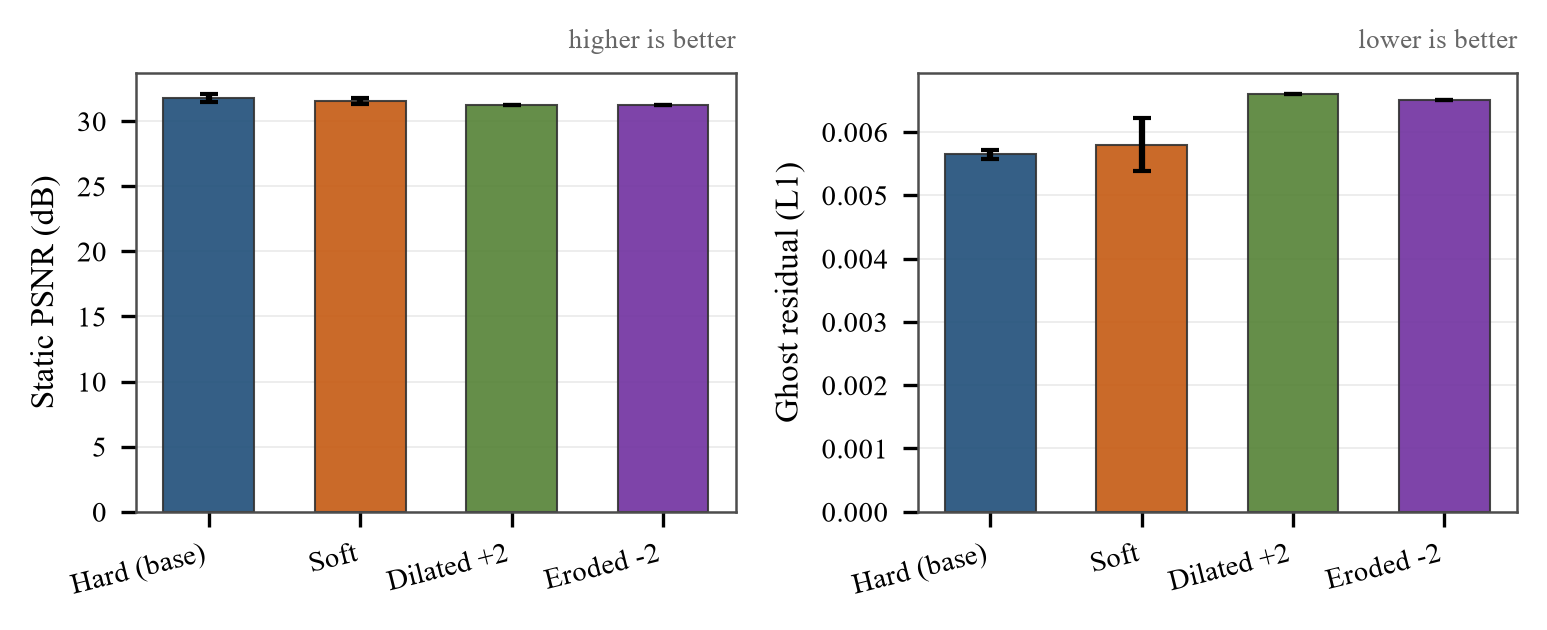 higher is better
Static PSNR (dB)
30
25
20
15
10
5
0
Hard (base)
Soft
Dilated +2
Eroded -2
lower is better
Ghost residual (L1)
0.006
0.005
0.004
0.003
0.002
0.001
0.000
Hard (base)
Soft
Dilated +2
Eroded -2